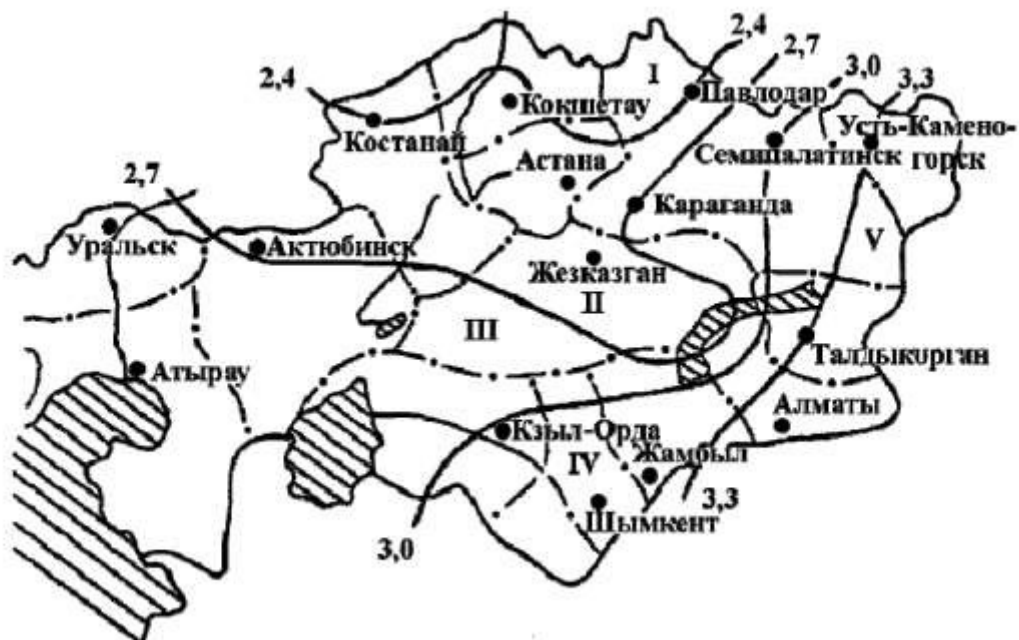 2,4
2,7
3,0
3,3
I
2,4
Павлодар
Кокшетау
Костанай
Усть-Камено-
горск
Семипалатинск
Астана
2,7
Караганда
V
Уральск
Актюбинск
Жезказган
II
III
Талдыкорган
Атырау
Алматы
Кзыл-Орда
Жамбыл
IV
3,3
Шымкент
3,0